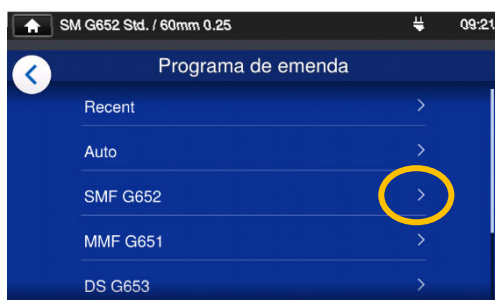 SM G652 Std. / 60mm 0.25 09:21
Programa de emenda
Recent
Auto
SMF G652
MMF G651
DS G653